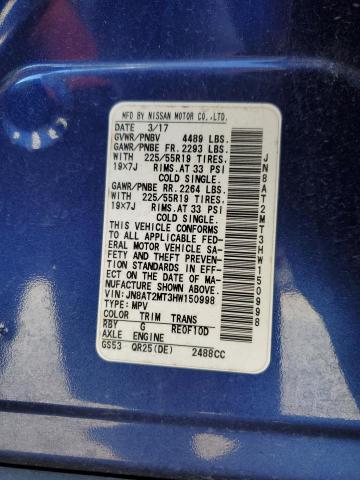 MFD BY NISSAN MOTOR CO.,LTD.
DATE 3/17
GVWR/PNBV 4489 LBS.
GAWR/PNBE FR. 2293 LBS.
WITH 225/55R19 TIRES.
19X7J RIMS.AT 33 PSI
COLD SINGLE.
GAWR/PNBE RR. 2264 LBS.
WITH 225/55R19 TIRES.
19X7J RIMS.AT 33 PSI
COLD SINGLE.
THIS VEHICLE CONFORMS
TO ALL APPLICABLE FED-
ERAL MOTOR VEHICLE SA-
FETY AND THEFT PREVEN-
TION STANDARDS IN EFF-
ECT ON THE DATE OF MA-
NUFACTURE SHOWN ABOVE.
VIN:JN8AT2MT3HW150998
TYPE: MPV
COLOR TRIM TRANS
RBY G RE0F10D
AXLE ENGINE
GS53 QR25(DE) 2488CC
JN8AT2MT3HW150998